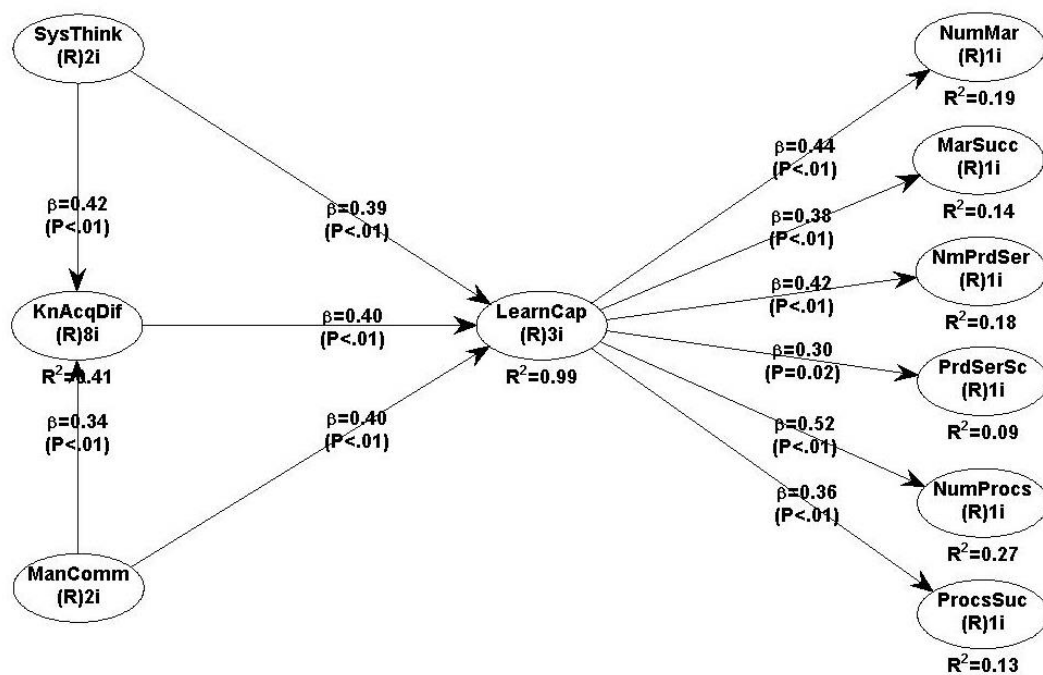 SysThink
(R)2i
NumMar
(R)1i
R²=0.19
β=0.44
(P<.01)
MarSucc
(R)1i
R²=0.14
β=0.42
(P<.01)
β=0.39
(P<.01)
β=0.38
(P<.01)
NmPrdSer
(R)1i
R²=0.18
β=0.42
(P<.01)
KnAcqDif
(R)8i
R²=0.41
β=0.40
(P<.01)
LearnCap
(R)3i
R²=0.99
β=0.30
(P=0.02)
PrdSerSc
(R)1i
R²=0.09
β=0.34
(P<.01)
β=0.40
(P<.01)
β=0.52
(P<.01)
NumProcs
(R)1i
R²=0.27
β=0.36
(P<.01)
ManComm
(R)2i
ProcsSuc
(R)1i
R²=0.13